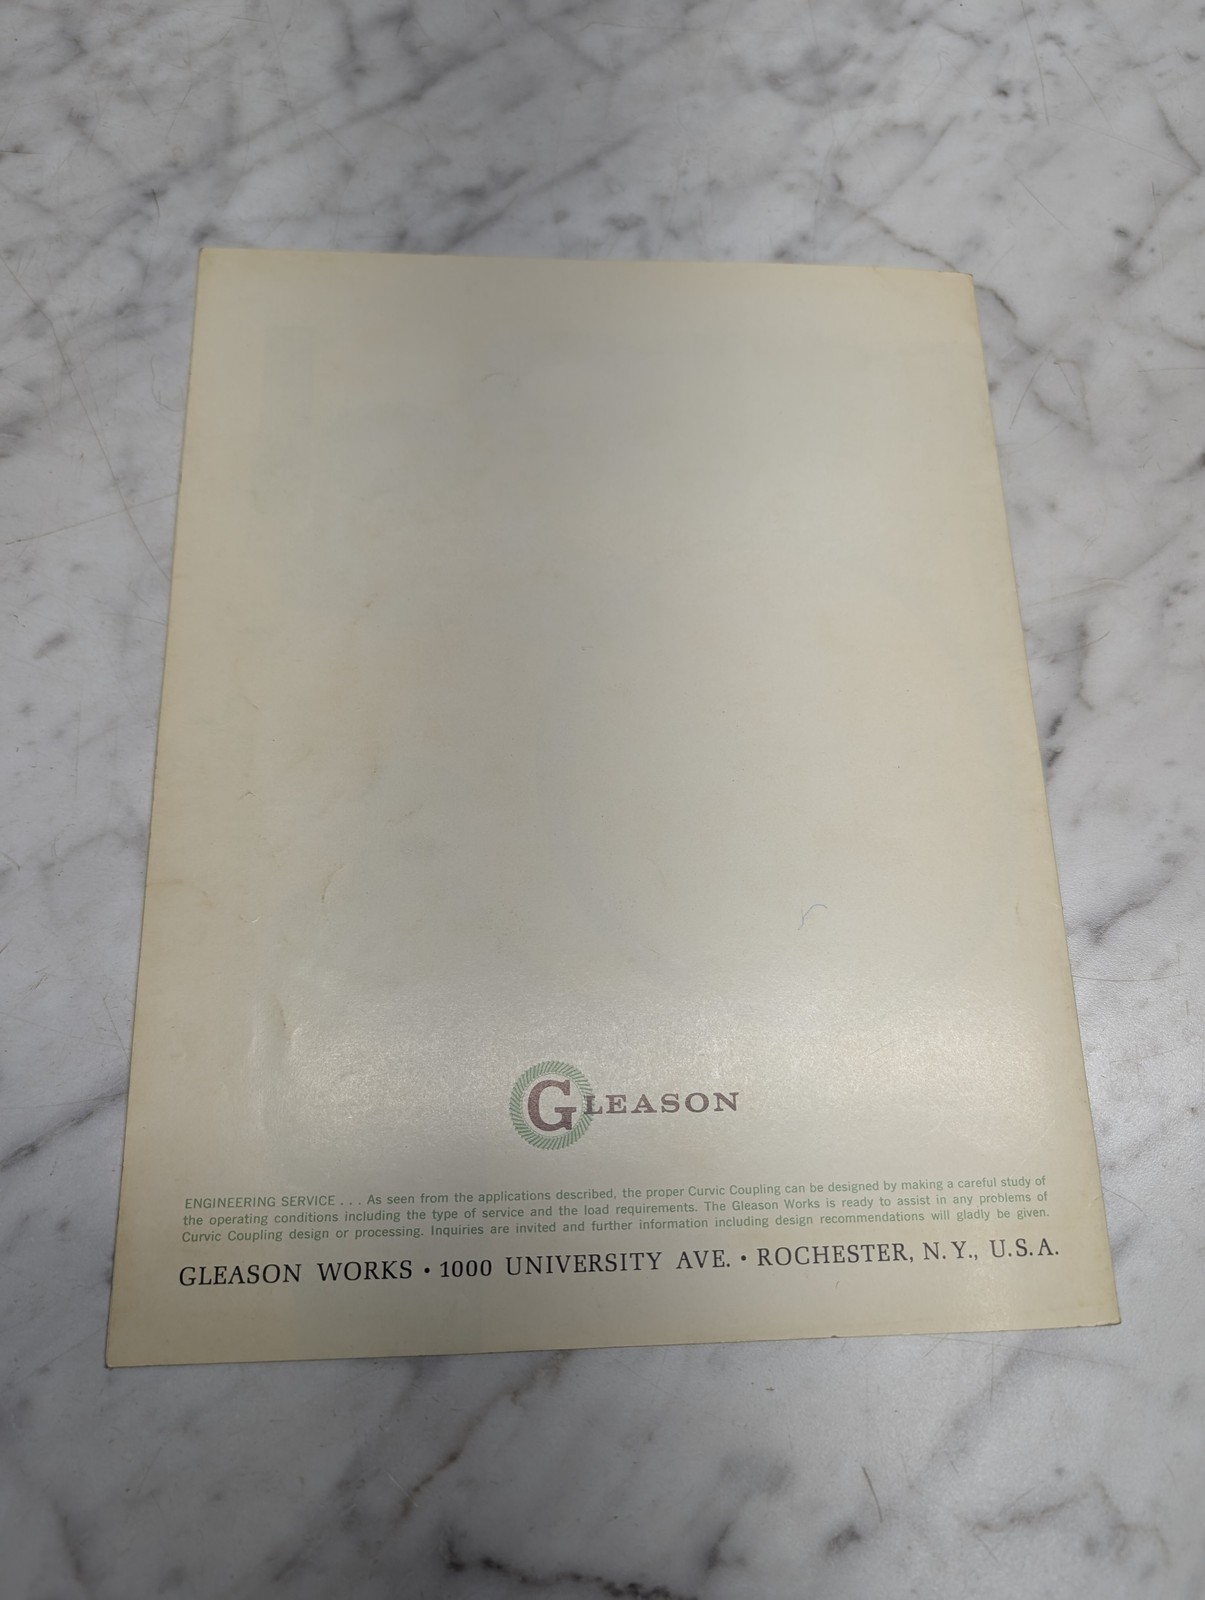 GLEASON
ENGINEERING SERVICE . . . As seen from the applications described, the proper Curvic Coupling can be designed by making a careful study of
the operating conditions including the type of service and the load requirements. The Gleason Works is ready to assist in any problems of
Curvic Coupling design or processing. Inquiries are invited and further information including design recommendations will gladly be given.
GLEASON WORKS • 1000 UNIVERSITY AVE. • ROCHESTER, N. Y., U. S. A.